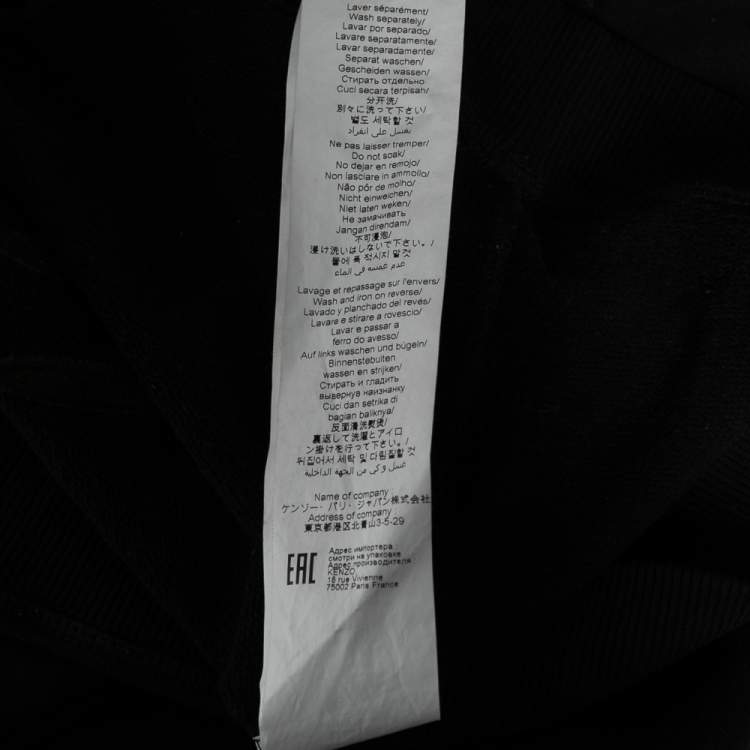 Laver séparément/
Wash separately/
Lavar por separado/
Lavare separatamente/
Lavar separadamente/
Separat waschen/
Gescheiden wassen/
Стирать отдельно
Cuci secara terpisah/
分开洗/
別々に洗って下さい/
별도 세탁할 것
يغسل على انفراد
Ne pas laisser tremper/
Do not soak/
No dejar en remojo/
Non lasciare in ammollo/
Não pôr de molho/
Nicht einweichen/
Niet laten weken/
Не замачивать
Jangan direndam/
不可浸泡/
浸け洗いはしないで下さい。/
물에 푹 적시지 말것
عدم غمسه في الماء
Lavage et repassage sur l'envers/
Wash and iron on reverse/
Lavado y planchado del revés/
Lavare e stirare a rovescio/
Lavar e passar a
ferro do avesso/
Auf links waschen und bügeln/
Binnenstebuiten
wassen en strijken/
Стирать и гладить
вывернув наизнанку
Cuci dan setrika di
bagian baliknya/
反面清洗熨烫/
裏返して洗濯とアイロ
ン掛けを行って下さい。/
뒤집어서 세탁 및 다림질할 것
غسل وكي من الجهة الداخلية
Name of company
ケンゾー・パリ・ジャパン株式会社
Address of company
東京都港区北青山3-5-29
EAC
Адрес импортера
смотри на упаковке
Адрес производителя
KENZO,
18 rue Vivienne
75002 Paris France